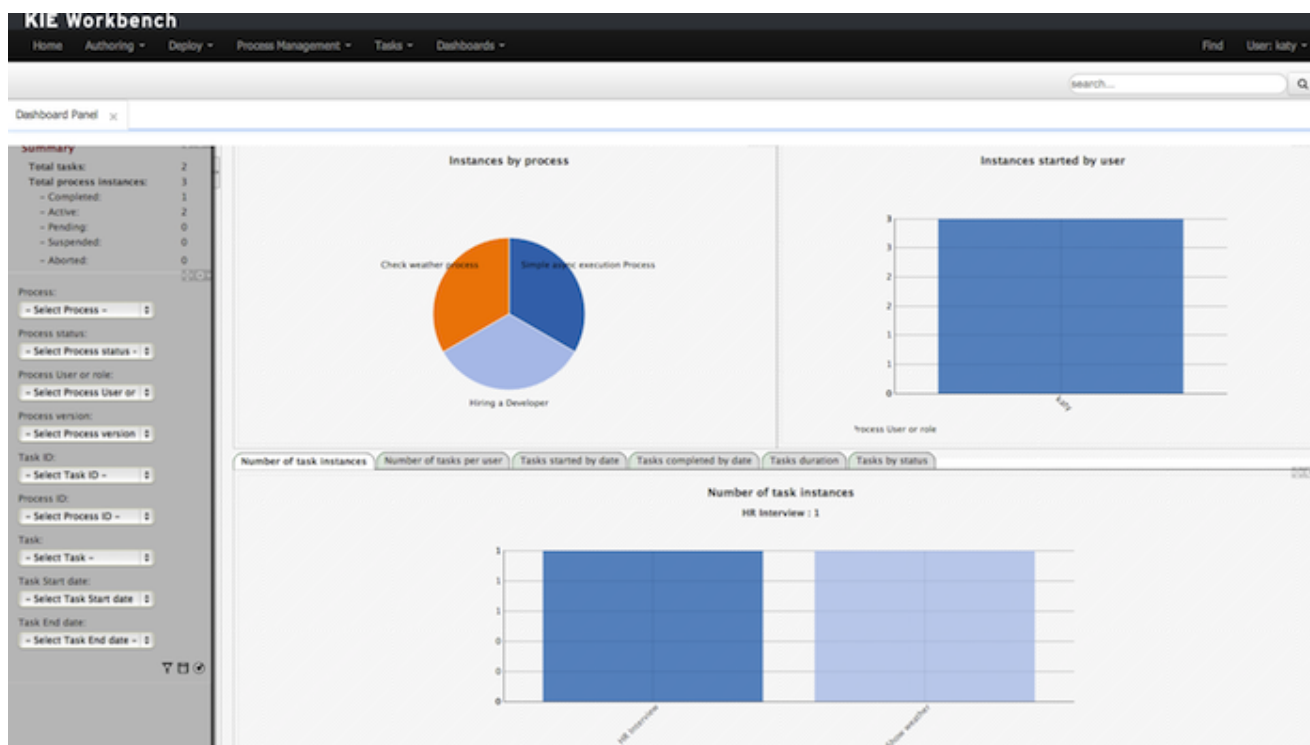 KIE Workbench
Home Authoring Deploy Process Management Tasks Dashboards Find User: katy
search...
Dashboard Panel x
Summary
Total tasks: 2
Total process instances: 3
- Completed: 1
- Active: 2
- Pending: 0
- Suspended: 0
- Aborted: 0
Process:
- Select Process -
Process status:
- Select Process status -
Process User or role:
- Select Process User or
Process version:
- Select Process version
Task ID:
- Select Task ID -
Process ID:
- Select Process ID -
Task:
- Select Task -
Task Start date:
- Select Task Start date
Task End date:
- Select Task End date -
Instances by process
Check weather process
Simple async execution Process
Hiring a Developer
Instances started by user
3
3
2
2
1
1
0
katy
Process User or role
Number of task instances Number of tasks per user Tasks started by date Tasks completed by date Tasks duration Tasks by status
Number of task instances
HR Interview : 1
1
1
1
0
0
0
HR Interview
Show weather